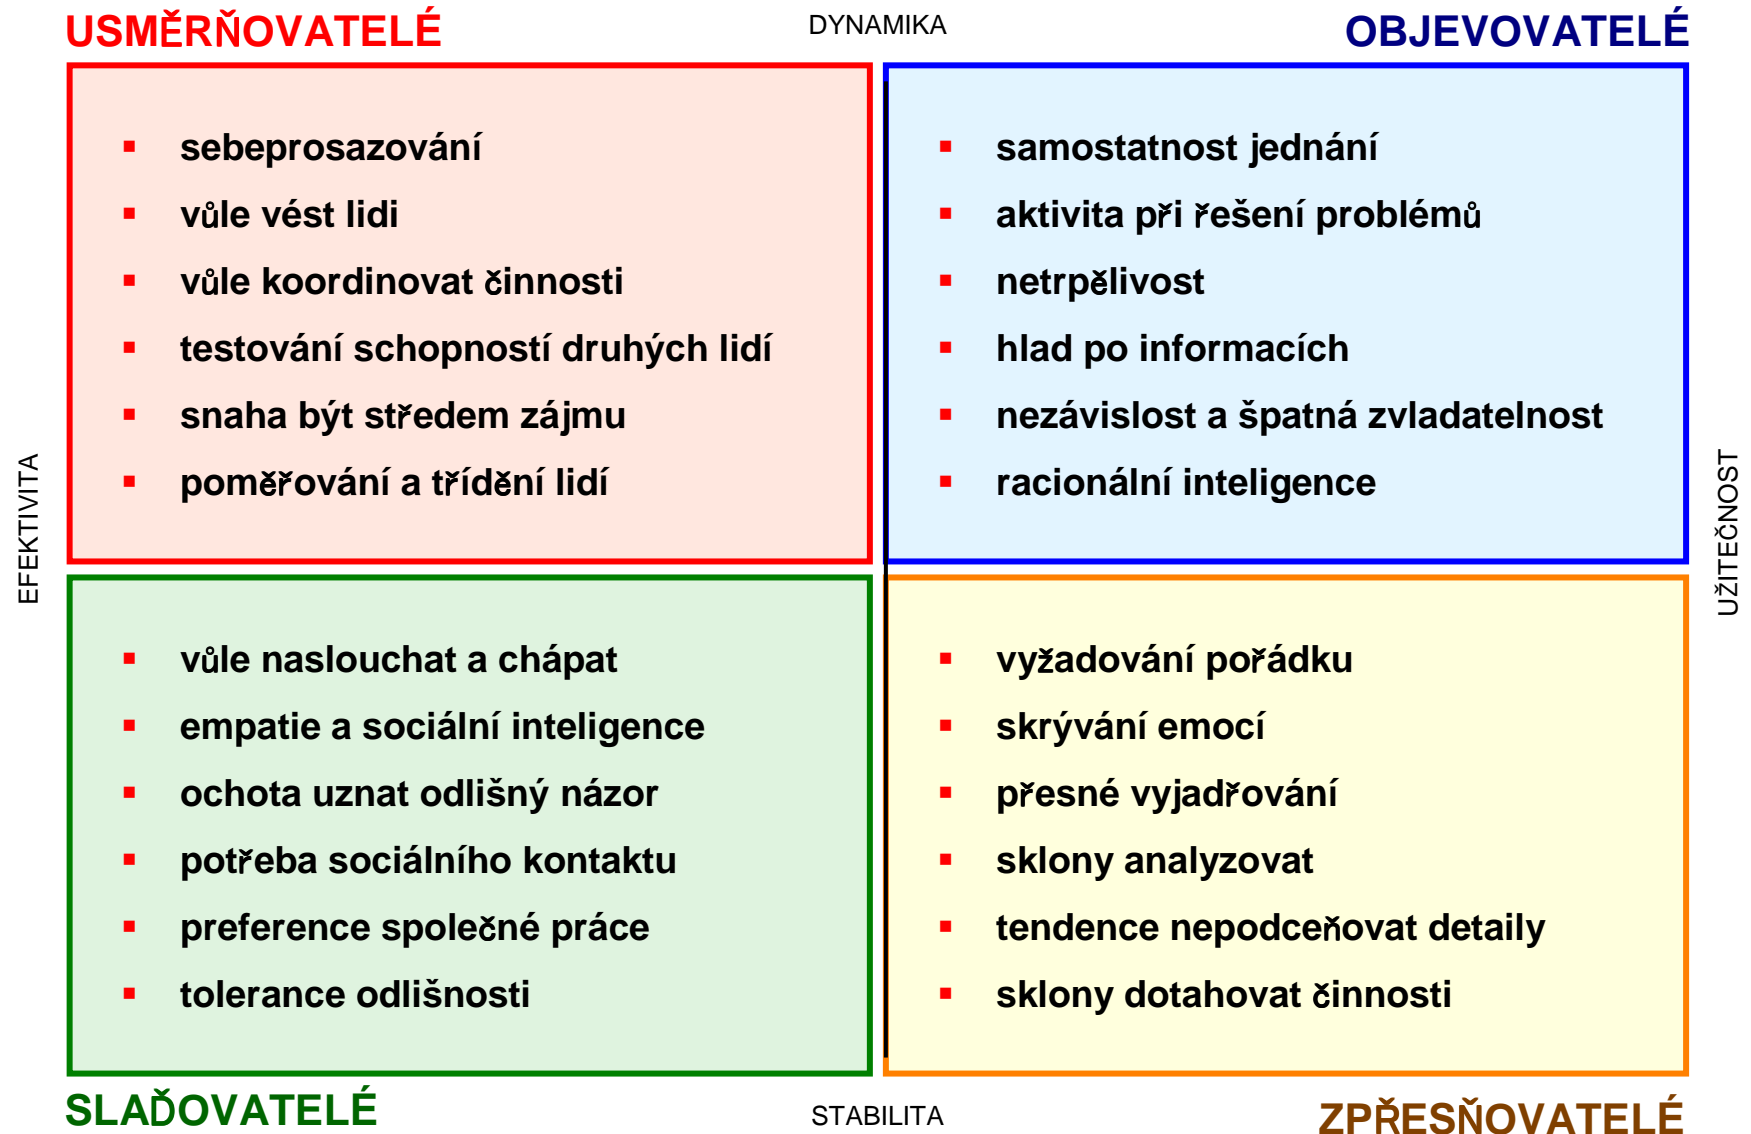 USMĚRŇOVATELÉ
DYNAMIKA
OBJEVOVATELÉ
sebeprosazování
vůle vést lidi
vůle koordinovat činnosti
testování schopností druhých lidí
snaha být středem zájmu
poměřování a třídění lidí
samostatnost jednání
aktivita při řešení problémů
netrpělivost
hlad po informacích
nezávislost a špatná zvladatelnost
racionální inteligence
EFEKTIVITA
UŽITEČNOST
vůle naslouchat a chápat
empatie a sociální inteligence
ochota uznat odlišný názor
potřeba sociálního kontaktu
preference společné práce
tolerance odlišnosti
vyžadování pořádku
skrývání emocí
přesné vyjadřování
sklony analyzovat
tendence nepodceňovat detaily
sklony dotahovat činnosti
SLAĎOVATELÉ
STABILITA
ZPŘESŇOVATELÉ